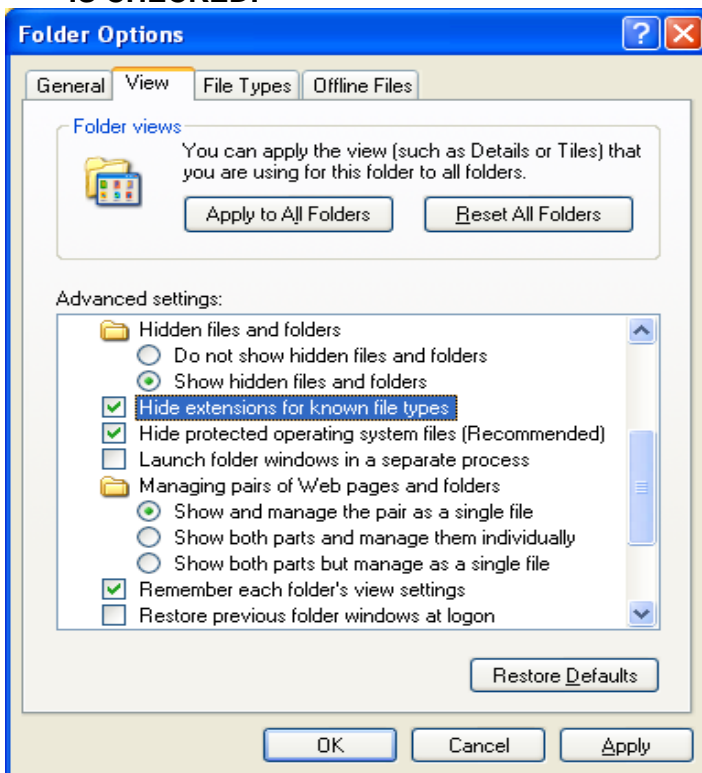 IS CHECKED.
Folder Options
General View File Types Offline Files
Folder views
You can apply the view (such as Details or Tiles) that
you are using for this folder to all folders.
Apply to All Folders Reset All Folders
Advanced settings:
Hidden files and folders
Do not show hidden files and folders
Show hidden files and folders
Hide extensions for known file types
Hide protected operating system files (Recommended)
Launch folder windows in a separate process
Managing pairs of Web pages and folders
Show and manage the pair as a single file
Show both parts and manage them individually
Show both parts but manage as a single file
Remember each folder's view settings
Restore previous folder windows at logon
Restore Defaults
OK Cancel Apply